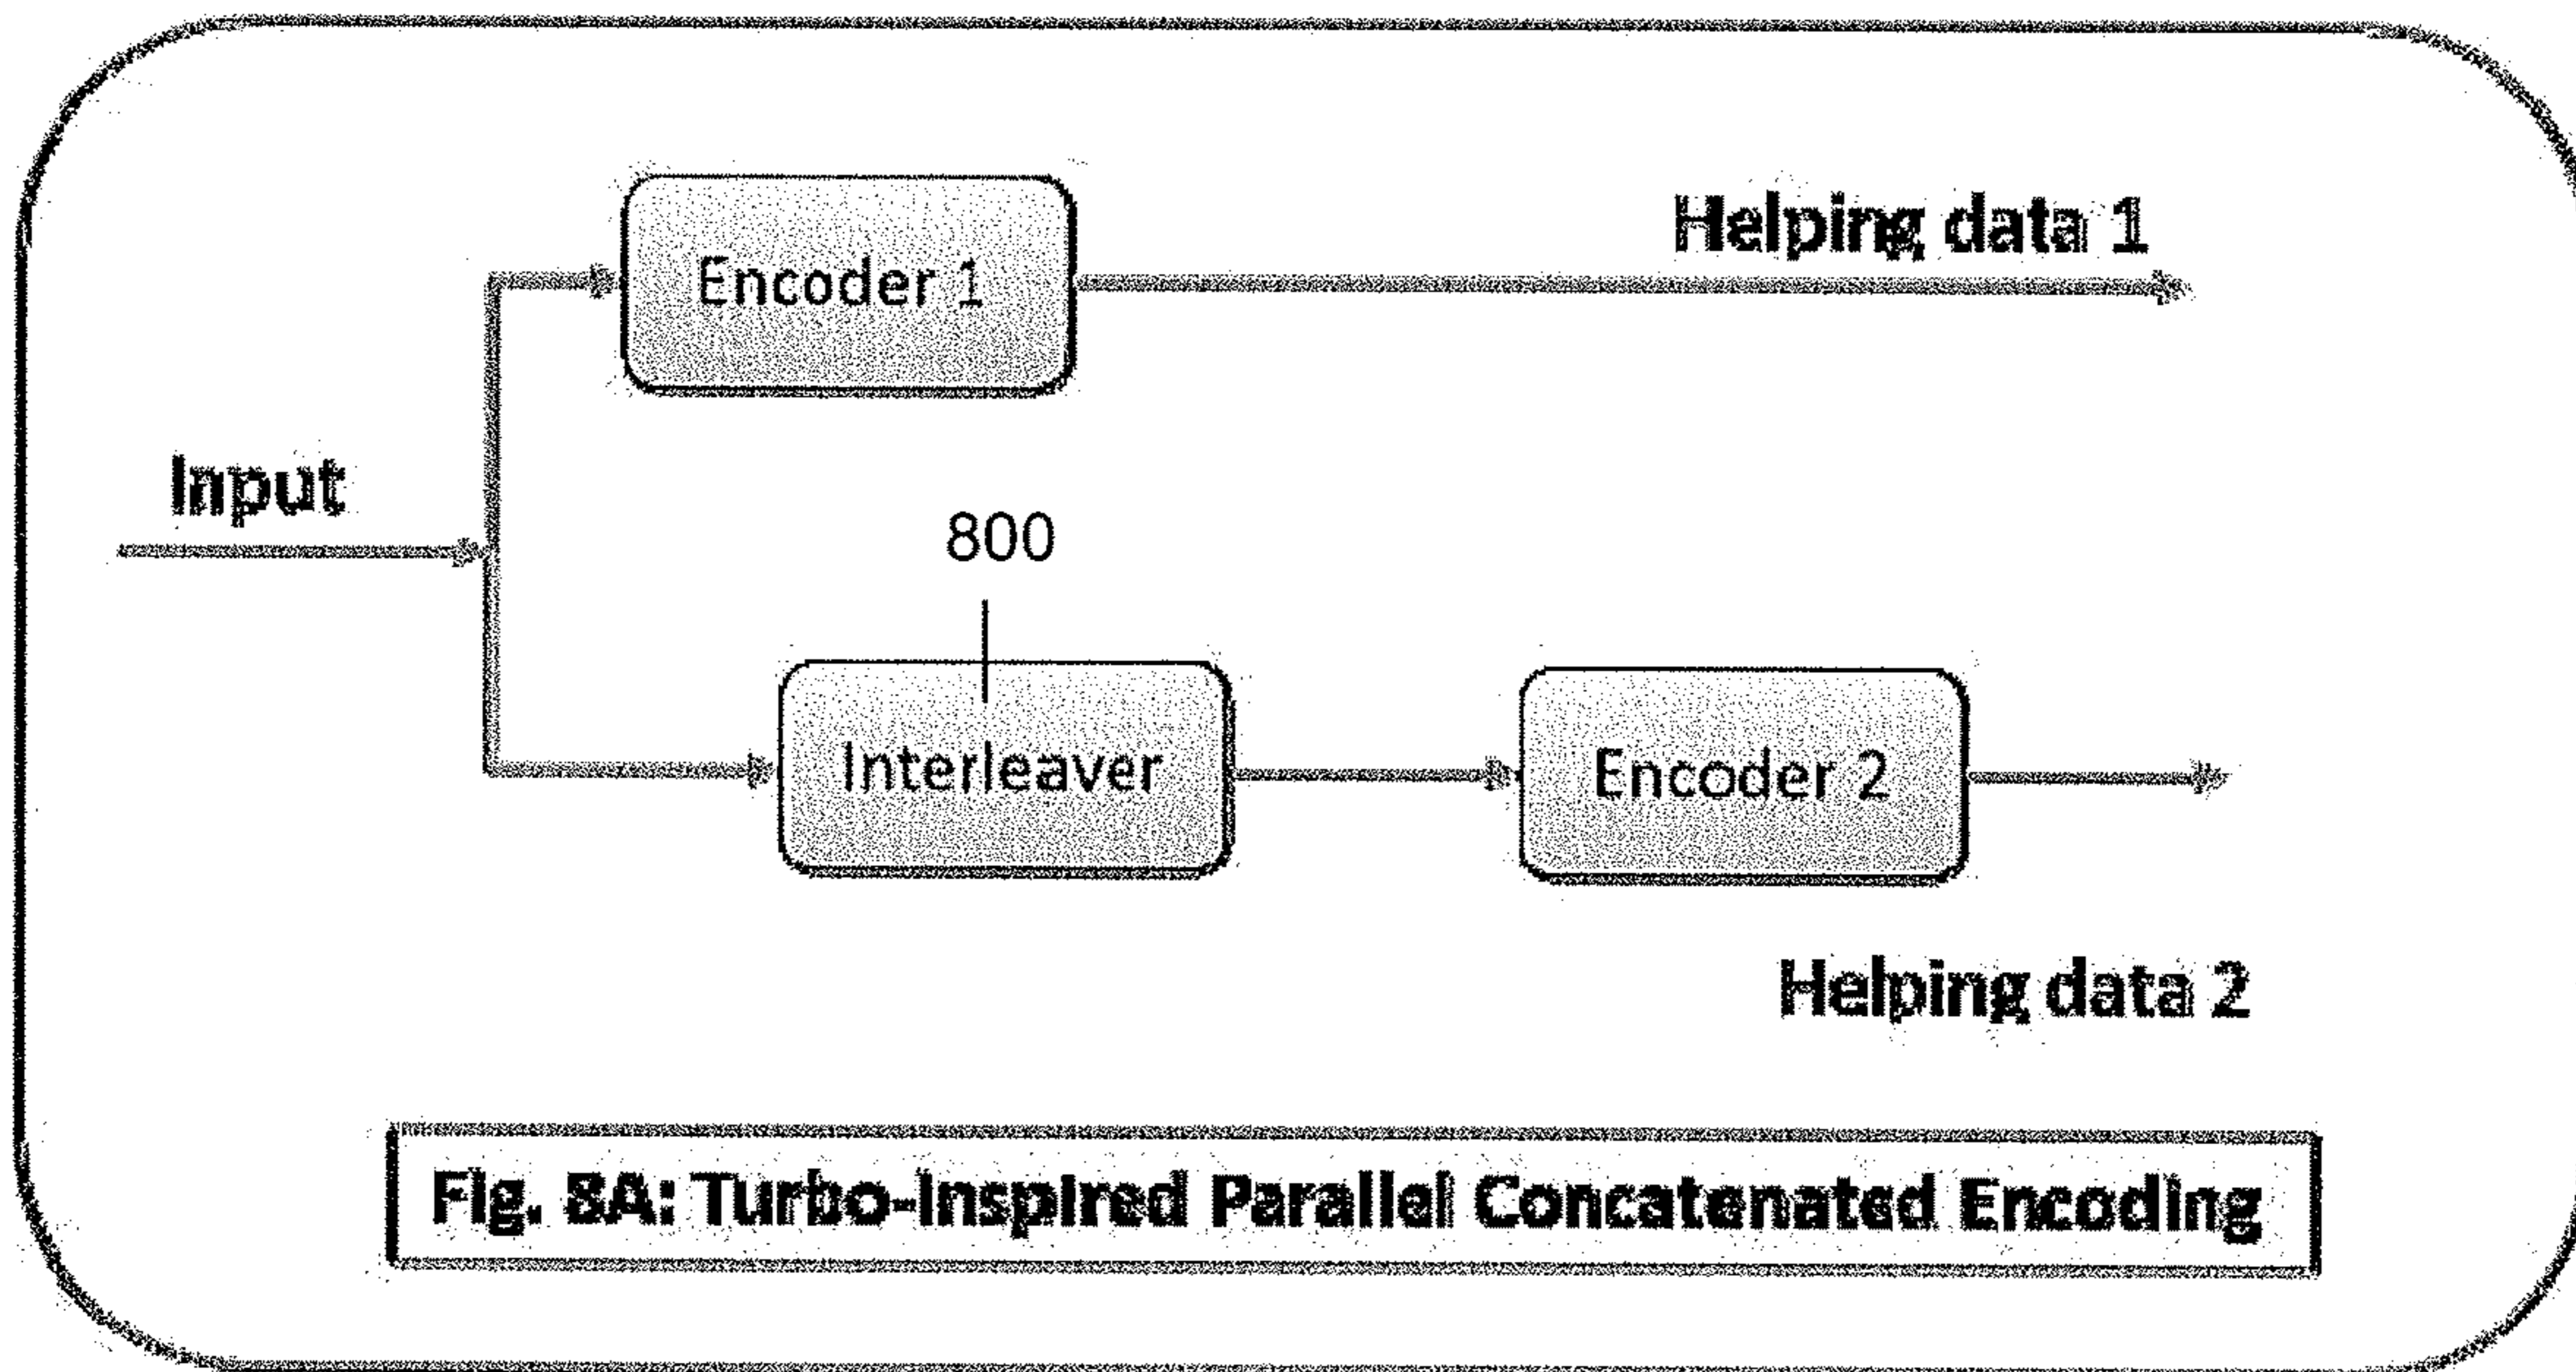 Helping data 1
Encoder 1
Input
800
Interleaver
Encoder 2
Helping data 2
Fig. 8A: Turbo-Inspired Parallel Concatenated Encoding